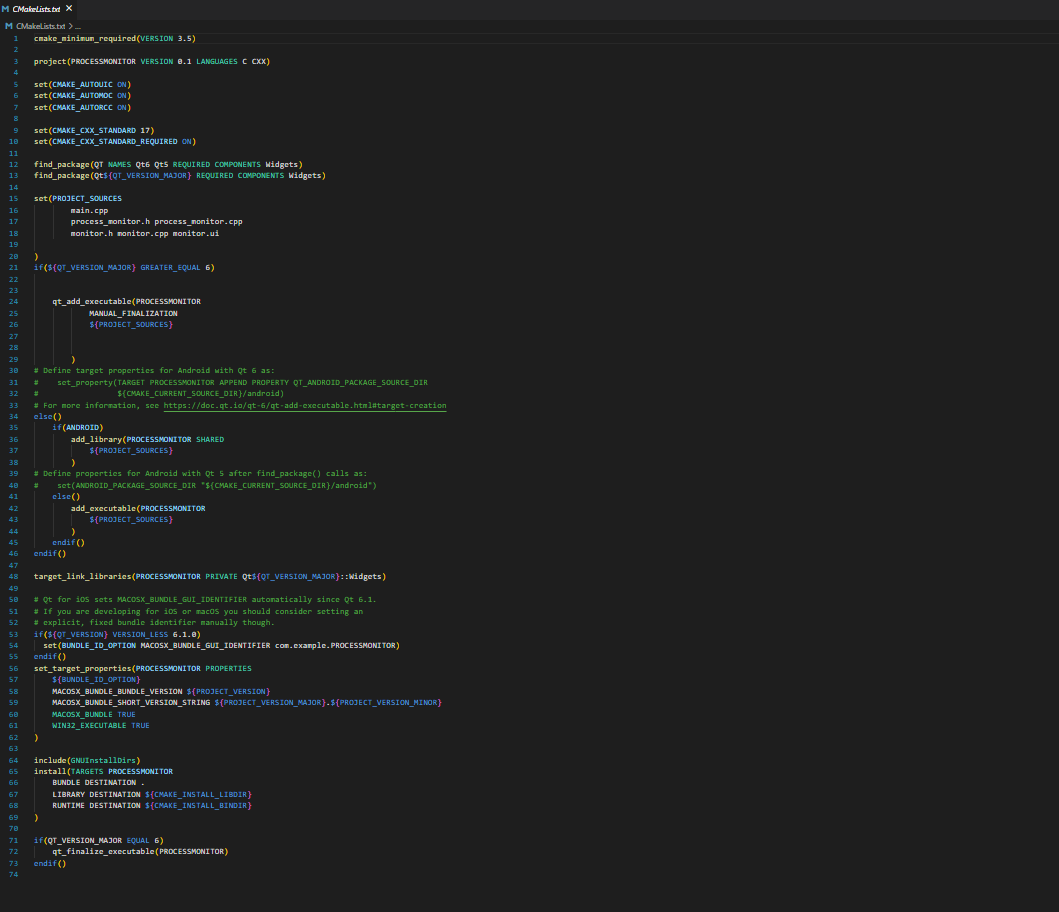 CMakeLists.txt
CMakeLists.txt > ...
1 cmake_minimum_required(VERSION 3.5)
2
3 project(PROCESSMONITOR VERSION 0.1 LANGUAGES C CXX)
4
5 set(CMAKE_AUTOUIC ON)
6 set(CMAKE_AUTOMOC ON)
7 set(CMAKE_AUTORCC ON)
8
9 set(CMAKE_CXX_STANDARD 17)
10 set(CMAKE_CXX_STANDARD_REQUIRED ON)
11
12 find_package(QT NAMES Qt6 Qt5 REQUIRED COMPONENTS Widgets)
13 find_package(Qt${QT_VERSION_MAJOR} REQUIRED COMPONENTS Widgets)
14
15 set(PROJECT_SOURCES
16         main.cpp
17         process_monitor.h process_monitor.cpp
18         monitor.h monitor.cpp monitor.ui
19
20 )
21 if(${QT_VERSION_MAJOR} GREATER_EQUAL 6)
22
23
24     qt_add_executable(PROCESSMONITOR
25             MANUAL_FINALIZATION
26             ${PROJECT_SOURCES}
27
28
29         )
30 # Define target properties for Android with Qt 6 as:
31 #    set_property(TARGET PROCESSMONITOR APPEND PROPERTY QT_ANDROID_PACKAGE_SOURCE_DIR
32 #                 ${CMAKE_CURRENT_SOURCE_DIR}/android)
33 # For more information, see https://doc.qt.io/qt-6/qt-add-executable.html#target-creation
34 else()
35     if(ANDROID)
36         add_library(PROCESSMONITOR SHARED
37             ${PROJECT_SOURCES}
38         )
39 # Define properties for Android with Qt 5 after find_package() calls as:
40 #    set(ANDROID_PACKAGE_SOURCE_DIR "${CMAKE_CURRENT_SOURCE_DIR}/android")
41     else()
42         add_executable(PROCESSMONITOR
43             ${PROJECT_SOURCES}
44         )
45     endif()
46 endif()
47
48 target_link_libraries(PROCESSMONITOR PRIVATE Qt${QT_VERSION_MAJOR}::Widgets)
49
50 # Qt for iOS sets MACOSX_BUNDLE_GUI_IDENTIFIER automatically since Qt 6.1.
51 # If you are developing for iOS or macOS you should consider setting an
52 # explicit, fixed bundle identifier manually though.
53 if(${QT_VERSION} VERSION_LESS 6.1.0)
54   set(BUNDLE_ID_OPTION MACOSX_BUNDLE_GUI_IDENTIFIER com.example.PROCESSMONITOR)
55 endif()
56 set_target_properties(PROCESSMONITOR PROPERTIES
57     ${BUNDLE_ID_OPTION}
58     MACOSX_BUNDLE_BUNDLE_VERSION ${PROJECT_VERSION}
59     MACOSX_BUNDLE_SHORT_VERSION_STRING ${PROJECT_VERSION_MAJOR}.${PROJECT_VERSION_MINOR}
60     MACOSX_BUNDLE TRUE
61     WIN32_EXECUTABLE TRUE
62 )
63
64 include(GNUInstallDirs)
65 install(TARGETS PROCESSMONITOR
66     BUNDLE DESTINATION .
67     LIBRARY DESTINATION ${CMAKE_INSTALL_LIBDIR}
68     RUNTIME DESTINATION ${CMAKE_INSTALL_BINDIR}
69 )
70
71 if(QT_VERSION_MAJOR EQUAL 6)
72     qt_finalize_executable(PROCESSMONITOR)
73 endif()
74